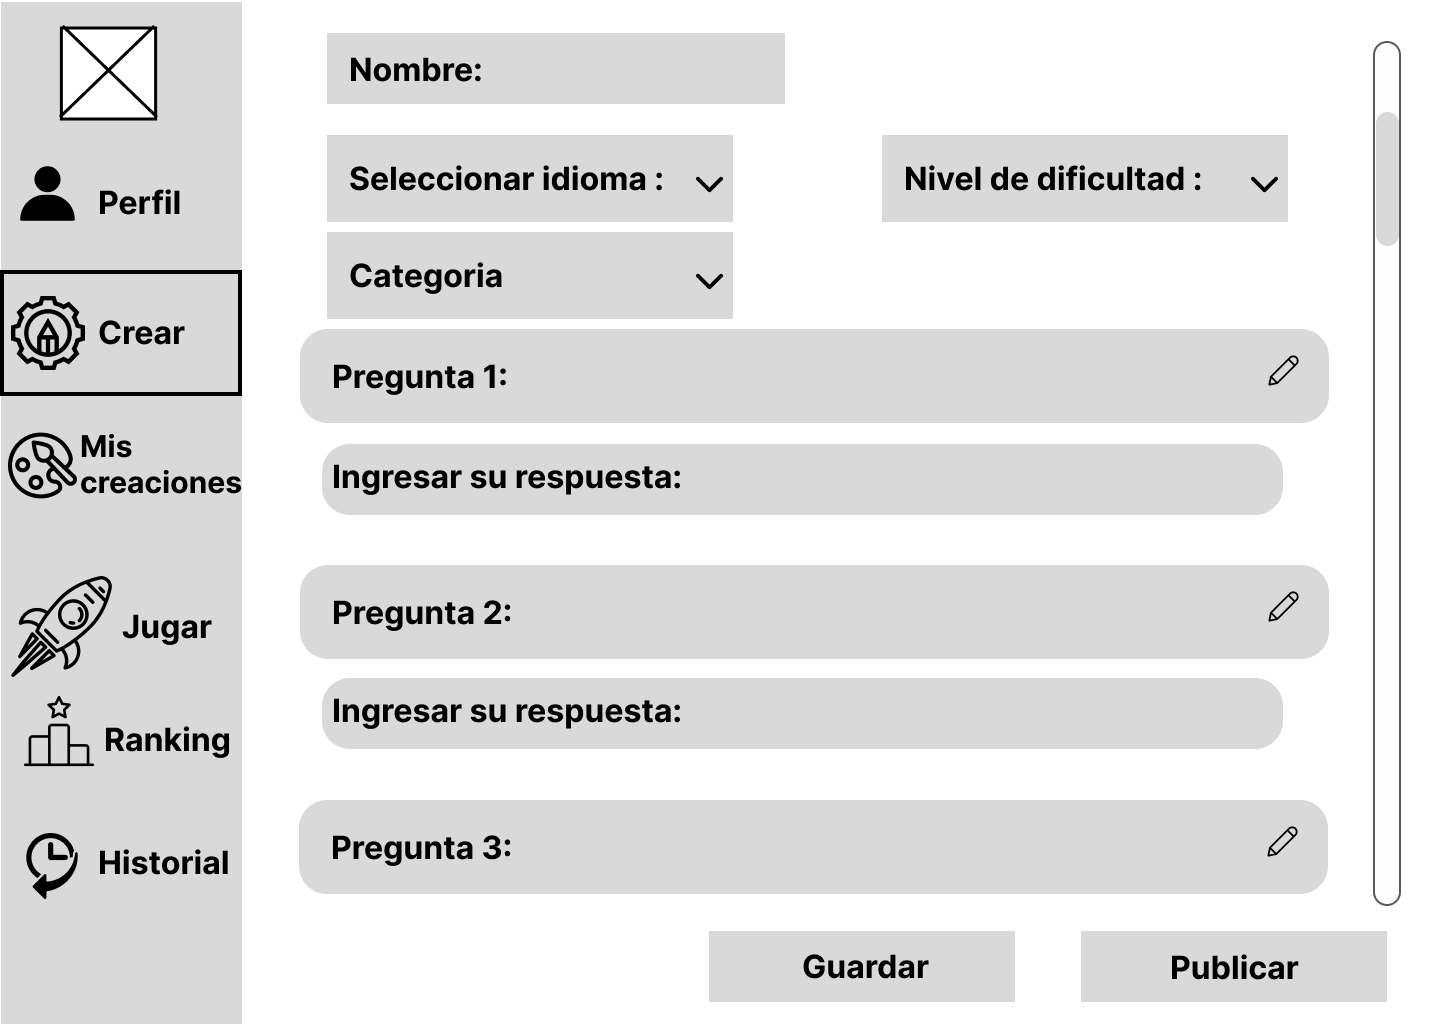 Perfil
Crear
Mis
creaciones
Jugar
Ranking
Historial
Nombre:
Seleccionar idioma :
Nivel de dificultad :
Categoria
Pregunta 1:
Ingresar su respuesta:
Pregunta 2:
Ingresar su respuesta:
Pregunta 3:
Guardar
Publicar